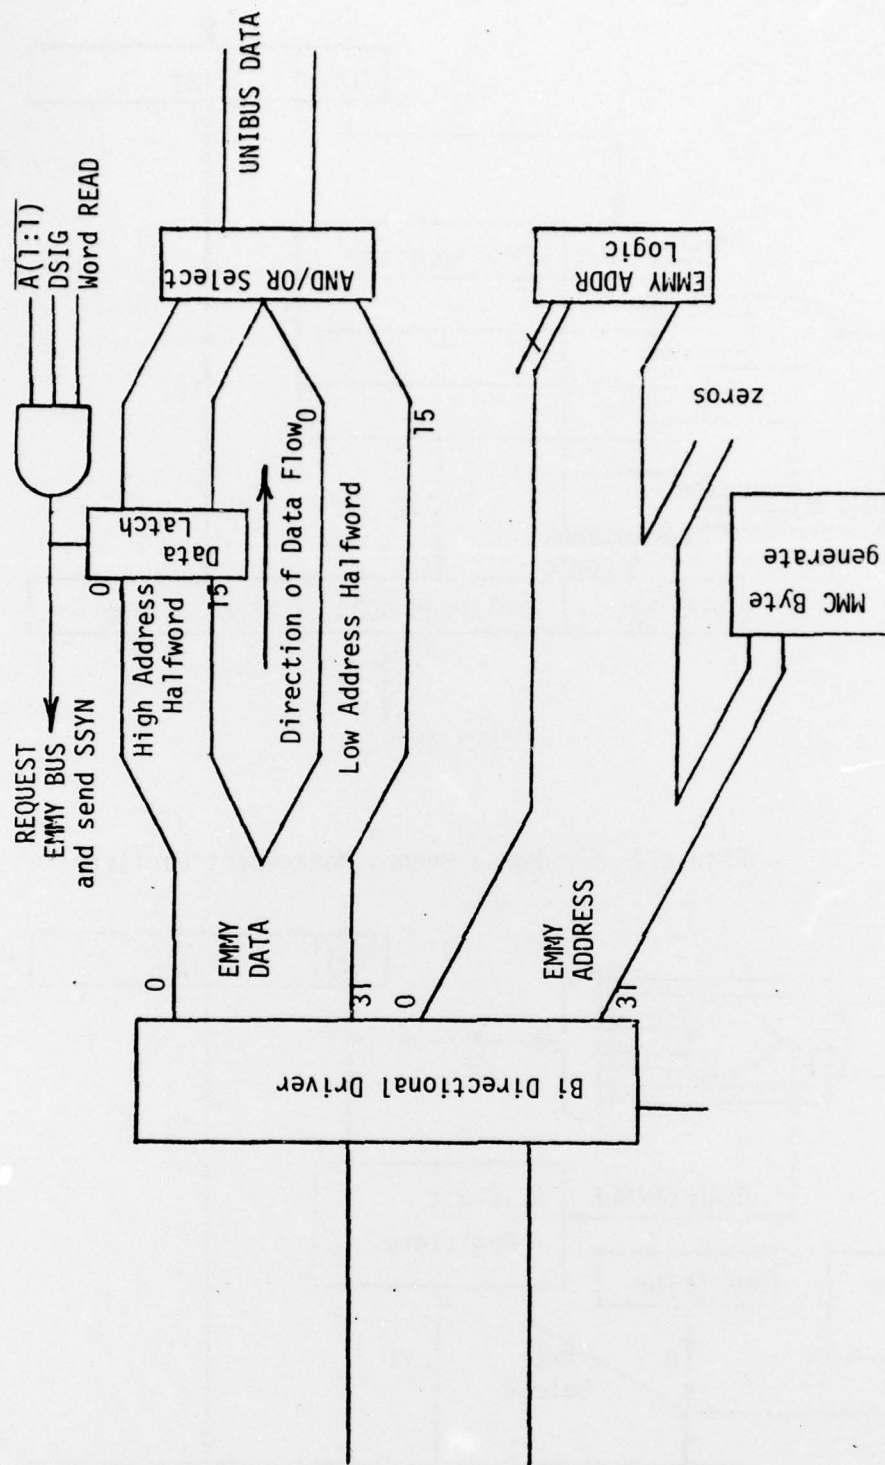 A(1:1)
DSIG
Word READ
UNIBUS DATA
REQUEST
EMMY BUS
and send SSYN
0
Data
Latch
15
High Address
Halfword
AND/OR Select
Direction of Data Flow
0
Low Address Halfword
15
0
EMMY
DATA
31
0
EMMY
ADDRESS
31
Bi Directional Driver
EMMY ADDR
Logic
zeros
MMC Byte
generate